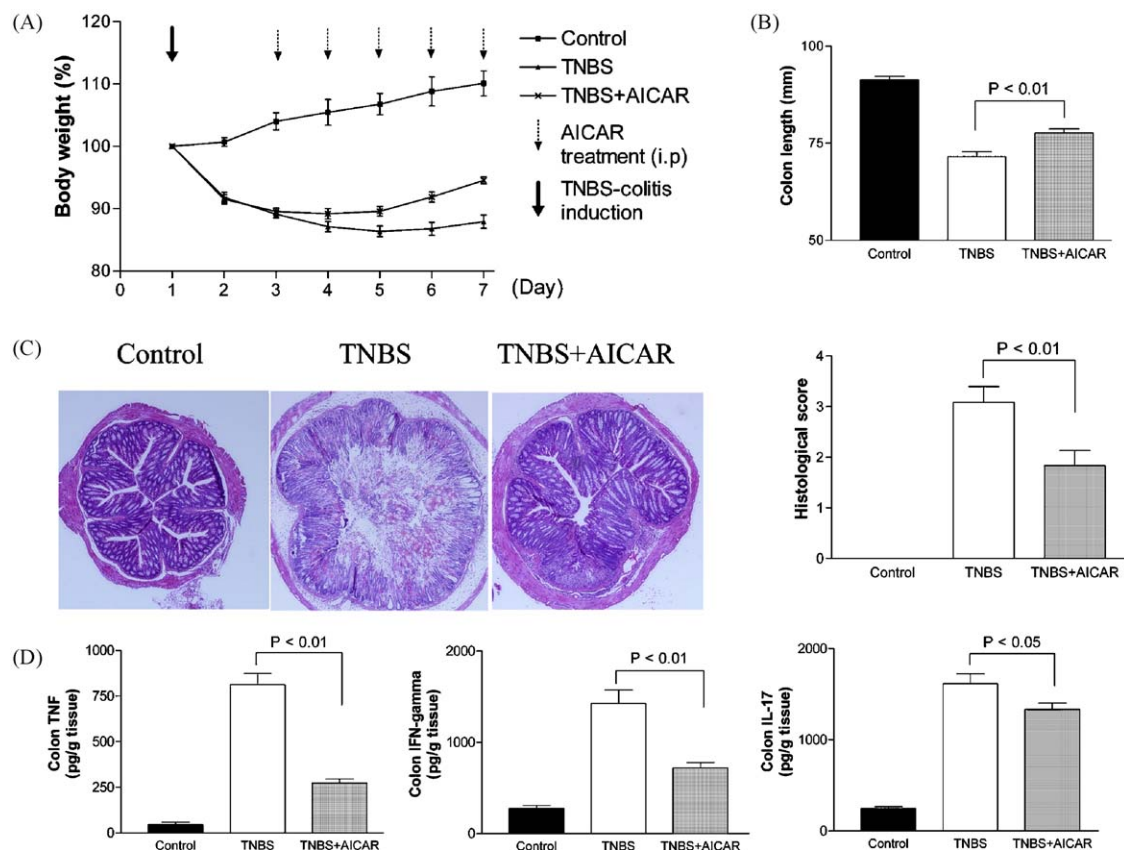 (A)
Body weight (%)
120
110
100
90
80
0 1 2 3 4 5 6 7 (Day)
Control
TNBS
TNBS+AICAR
AICAR
treatment (i.p)
TNBS-colitis
induction
(B)
Colon length (mm)
100
75
50
P < 0.01
Control TNBS TNBS+AICAR
(C)
Control TNBS TNBS+AICAR
Histological score
4
3
2
1
0
P < 0.01
Control TNBS TNBS+AICAR
(D)
Colon TNF
(pg/g tissue)
1000
750
500
250
0
P < 0.01
Control TNBS TNBS+AICAR
Colon IFN-gamma
(pg/g tissue)
2000
1000
0
P < 0.01
Control TNBS TNBS+AICAR
Colon IL-17
(pg/g tissue)
2000
1000
0
P < 0.05
Control TNBS TNBS+AICAR